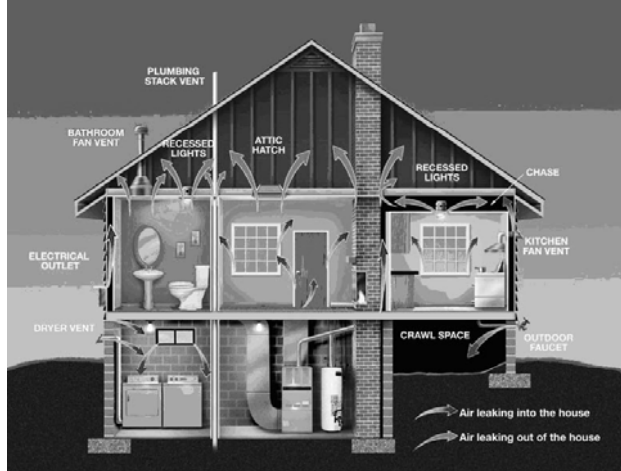 PLUMBING
STACK VENT
BATHROOM
FAN VENT
RECESSED
LIGHTS
ATTIC
HATCH
RECESSED
LIGHTS
CHASE
ELECTRICAL
OUTLET
KITCHEN
FAN VENT
DRYER VENT
CRAWL SPACE
OUTDOOR
FAUCET
Air leaking into the house
Air leaking out of the house